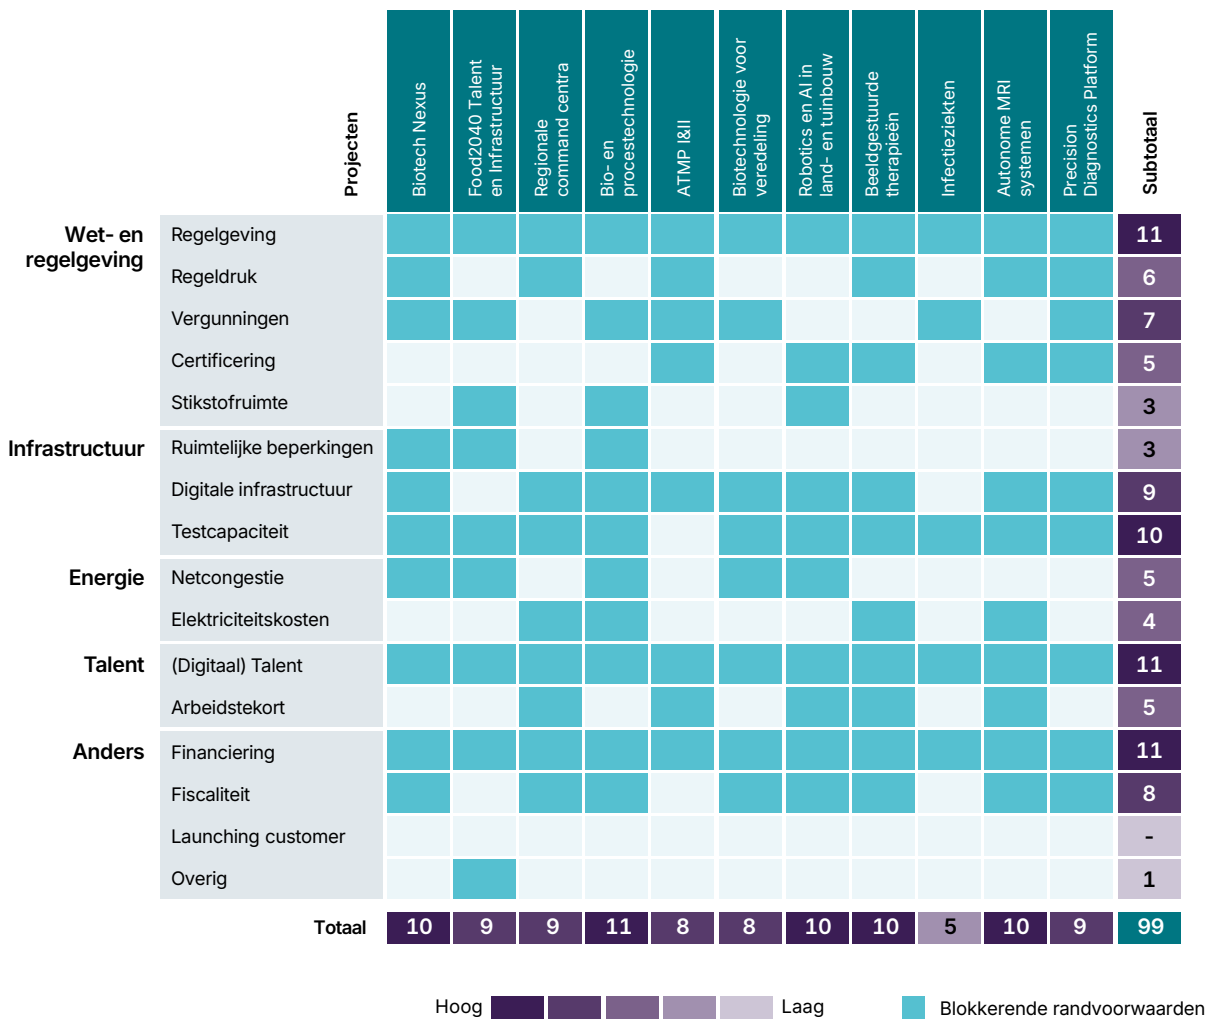 Projecten
Biotech Nexus
Food2040 Talent
en Infrastructuur
Regionale
command centra
Bio- en
procestechnologie
ATMP I&II
Biotechnologie voor
veredeling
Robotics en AI in
land- en tuinbouw
Beeldgestuurde
therapieën
Infectieziekten
Autonome MRI
systemen
Precision
Diagnostics Platform
Subtotaal
Wet- en
regelgeving
Regelgeving 11
Regeldruk 6
Vergunningen 7
Certificering 5
Stikstofruimte 3
Infrastructuur Ruimtelijke beperkingen 3
Digitale infrastructuur 9
Testcapaciteit 10
Energie Netcongestie 5
Elektriciteitskosten 4
Talent (Digitaal) Talent 11
Arbeidstekort 5
Anders Financiering 11
Fiscaliteit 8
Launching customer -
Overig 1
Totaal 10 9 9 11 8 8 10 10 5 10 9 99
Hoog Laag Blokkerende randvoorwaarden